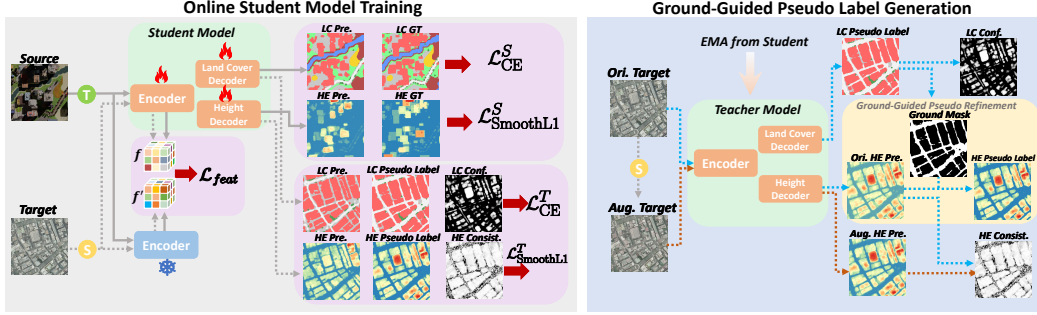 Online Student Model Training
Student Model
Source
T
Encoder
Land Cover
Decoder
Height
Decoder
LC Pre.
LC GT
ℒ^S_CE
HE Pre.
HE GT
ℒ^S_SmoothL1
f
f'
ℒ_feat
Target
S
Encoder
LC Pre.
LC Pseudo Label
LC Conf.
ℒ^T_CE
HE Pre.
HE Pseudo Label
HE Consist.
ℒ^T_SmoothL1
Ground-Guided Pseudo Label Generation
EMA from Student
LC Pseudo Label
LC Conf.
Ori. Target
S
Aug. Target
Teacher Model
Encoder
Land Cover
Decoder
Height
Decoder
Ground-Guided Pseudo Refinement
Ground Mask
Ori. HE Pre.
HE Pseudo Label
Aug. HE Pre.
HE Consist.